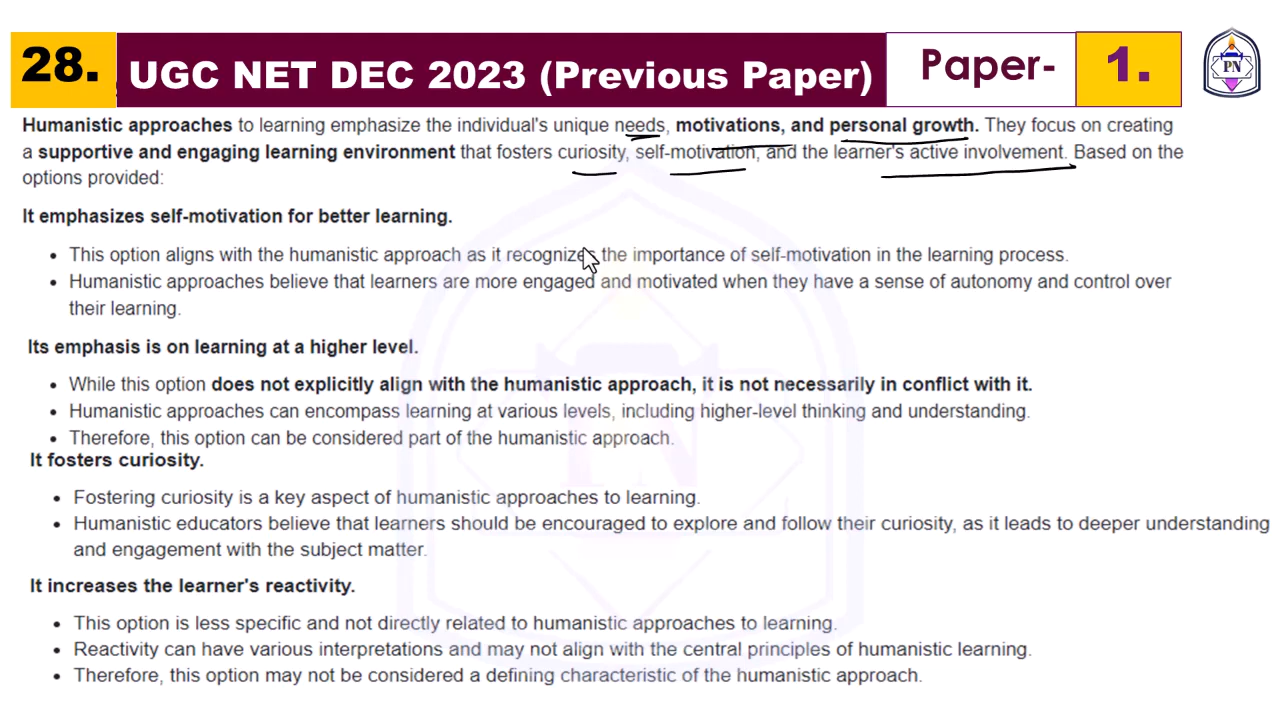 28. UGC NET DEC 2023 (Previous Paper) Paper- 1. PN
Humanistic approaches to learning emphasize the individual's unique needs, motivations, and personal growth. They focus on creating
a supportive and engaging learning environment that fosters curiosity, self-motivation, and the learner's active involvement. Based on the
options provided:
It emphasizes self-motivation for better learning.
• This option aligns with the humanistic approach as it recognizes the importance of self-motivation in the learning process.
• Humanistic approaches believe that learners are more engaged and motivated when they have a sense of autonomy and control over
their learning.
Its emphasis is on learning at a higher level.
• While this option does not explicitly align with the humanistic approach, it is not necessarily in conflict with it.
• Humanistic approaches can encompass learning at various levels, including higher-level thinking and understanding.
• Therefore, this option can be considered part of the humanistic approach.
It fosters curiosity.
• Fostering curiosity is a key aspect of humanistic approaches to learning.
• Humanistic educators believe that learners should be encouraged to explore and follow their curiosity, as it leads to deeper understanding
and engagement with the subject matter.
It increases the learner's reactivity.
• This option is less specific and not directly related to humanistic approaches to learning.
• Reactivity can have various interpretations and may not align with the central principles of humanistic learning.
• Therefore, this option may not be considered a defining characteristic of the humanistic approach.